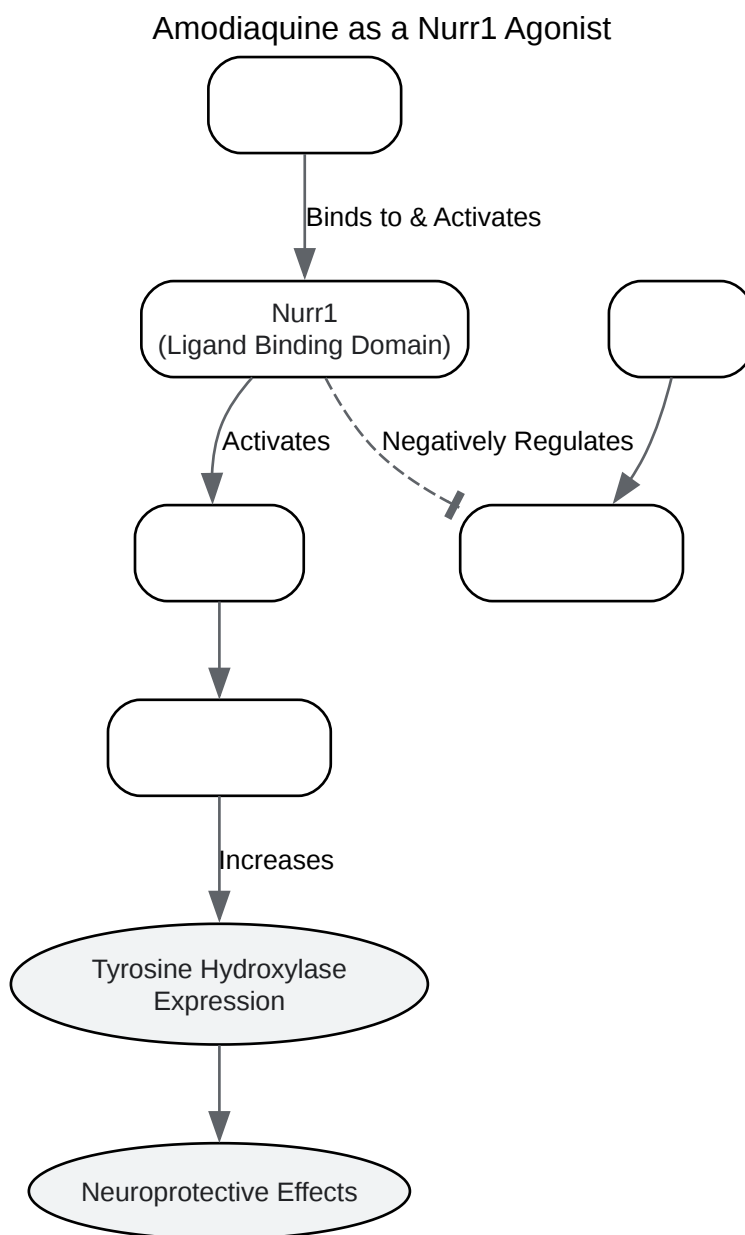 Amodiaquine as a Nurr1 Agonist
Binds to & Activates
Nurr1
(Ligand Binding Domain)
Activates
Negatively Regulates
Increases
Tyrosine Hydroxylase
Expression
Neuroprotective Effects